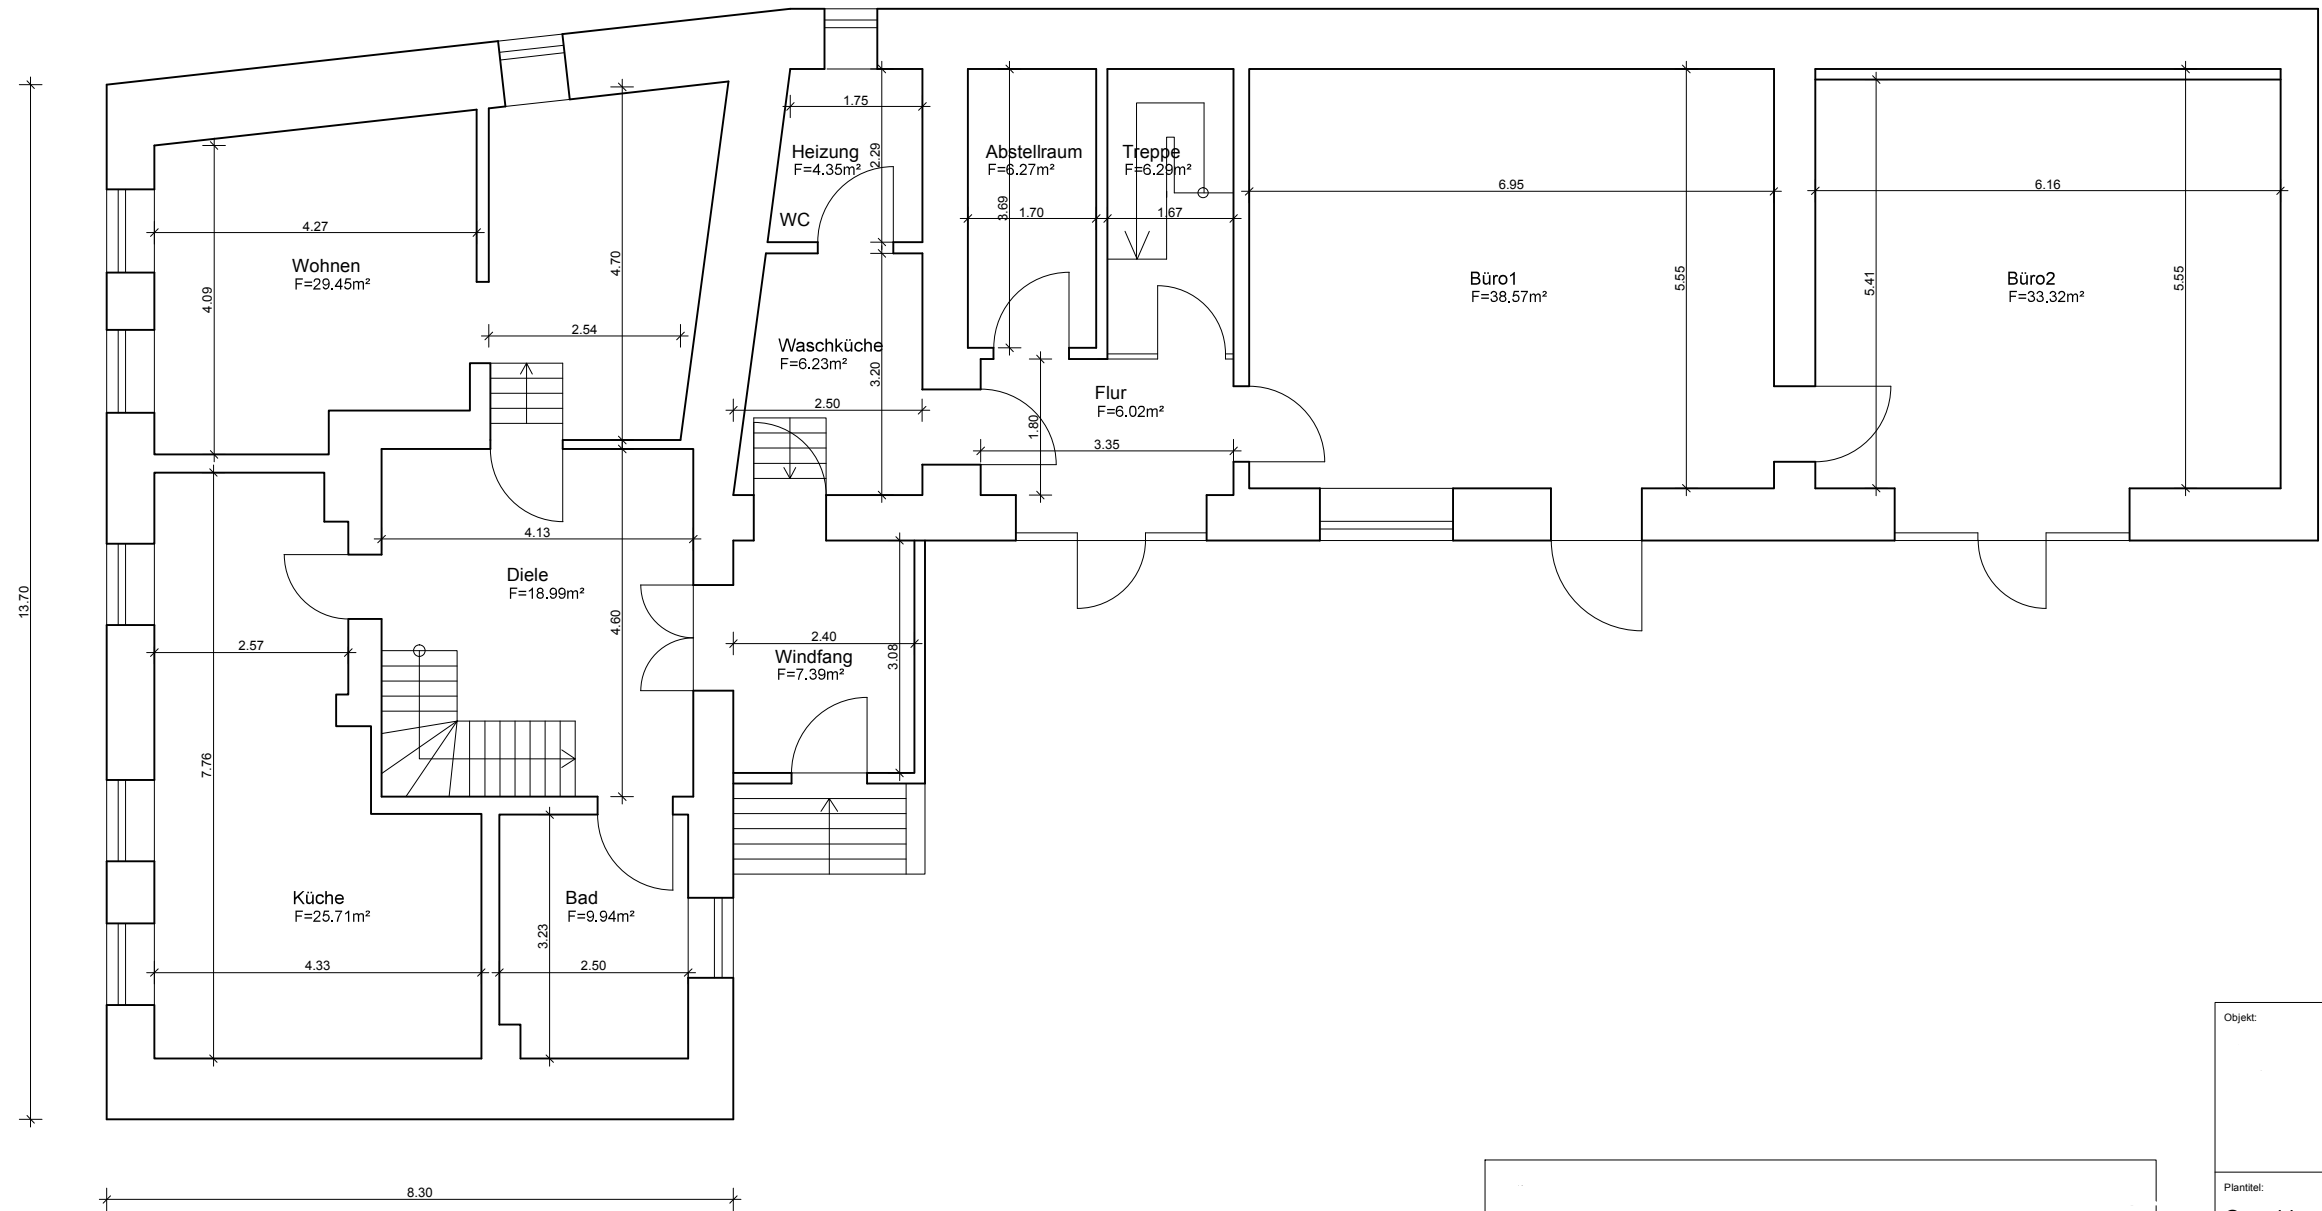 1.75
Heizung
F=4.35m²
2.29
WC
Abstellraum
F=6.27m²
3.69
1.70
Treppe
F=6.29m²
1.67
6.95
Büro1
F=38.57m²
5.55
6.16
Büro2
F=33.32m²
5.41
5.55
4.27
Wohnen
F=29.45m²
4.09
4.70
2.54
Waschküche
F=6.23m²
3.20
2.50
Flur
F=6.02m²
1.80
3.35
13.70
4.13
Diele
F=18.99m²
4.60
2.57
2.40
Windfang
F=7.39m²
3.08
7.76
Küche
F=25.71m²
4.33
Bad
F=9.94m²
3.23
2.50
8.30
Objekt:
Plantitel: